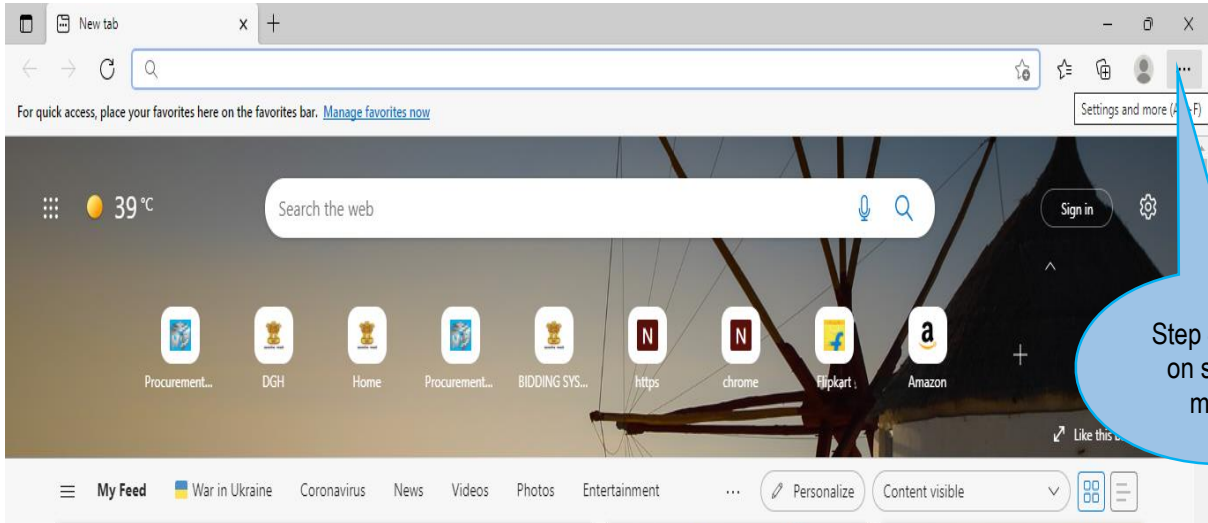 New tab
For quick access, place your favorites here on the favorites bar. Manage favorites now
Settings and more (A
+F)
39 °C
Search the web
Sign in
N
N
a
Procurement...
DGH
Home
Procurement...
BIDDING SYS...
https
chrome
Flipkart
Amazon
Step
on
Like this
My Feed
War in Ukraine
Coronavirus
News
Videos
Photos
Entertainment
...
Personalize
Content visible